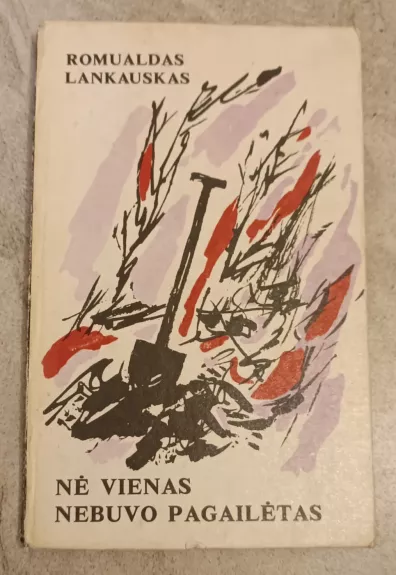 ROMUALDAS
LANKAUSKAS
NĖ VIENAS
NEBUVO PAGAILĖTAS